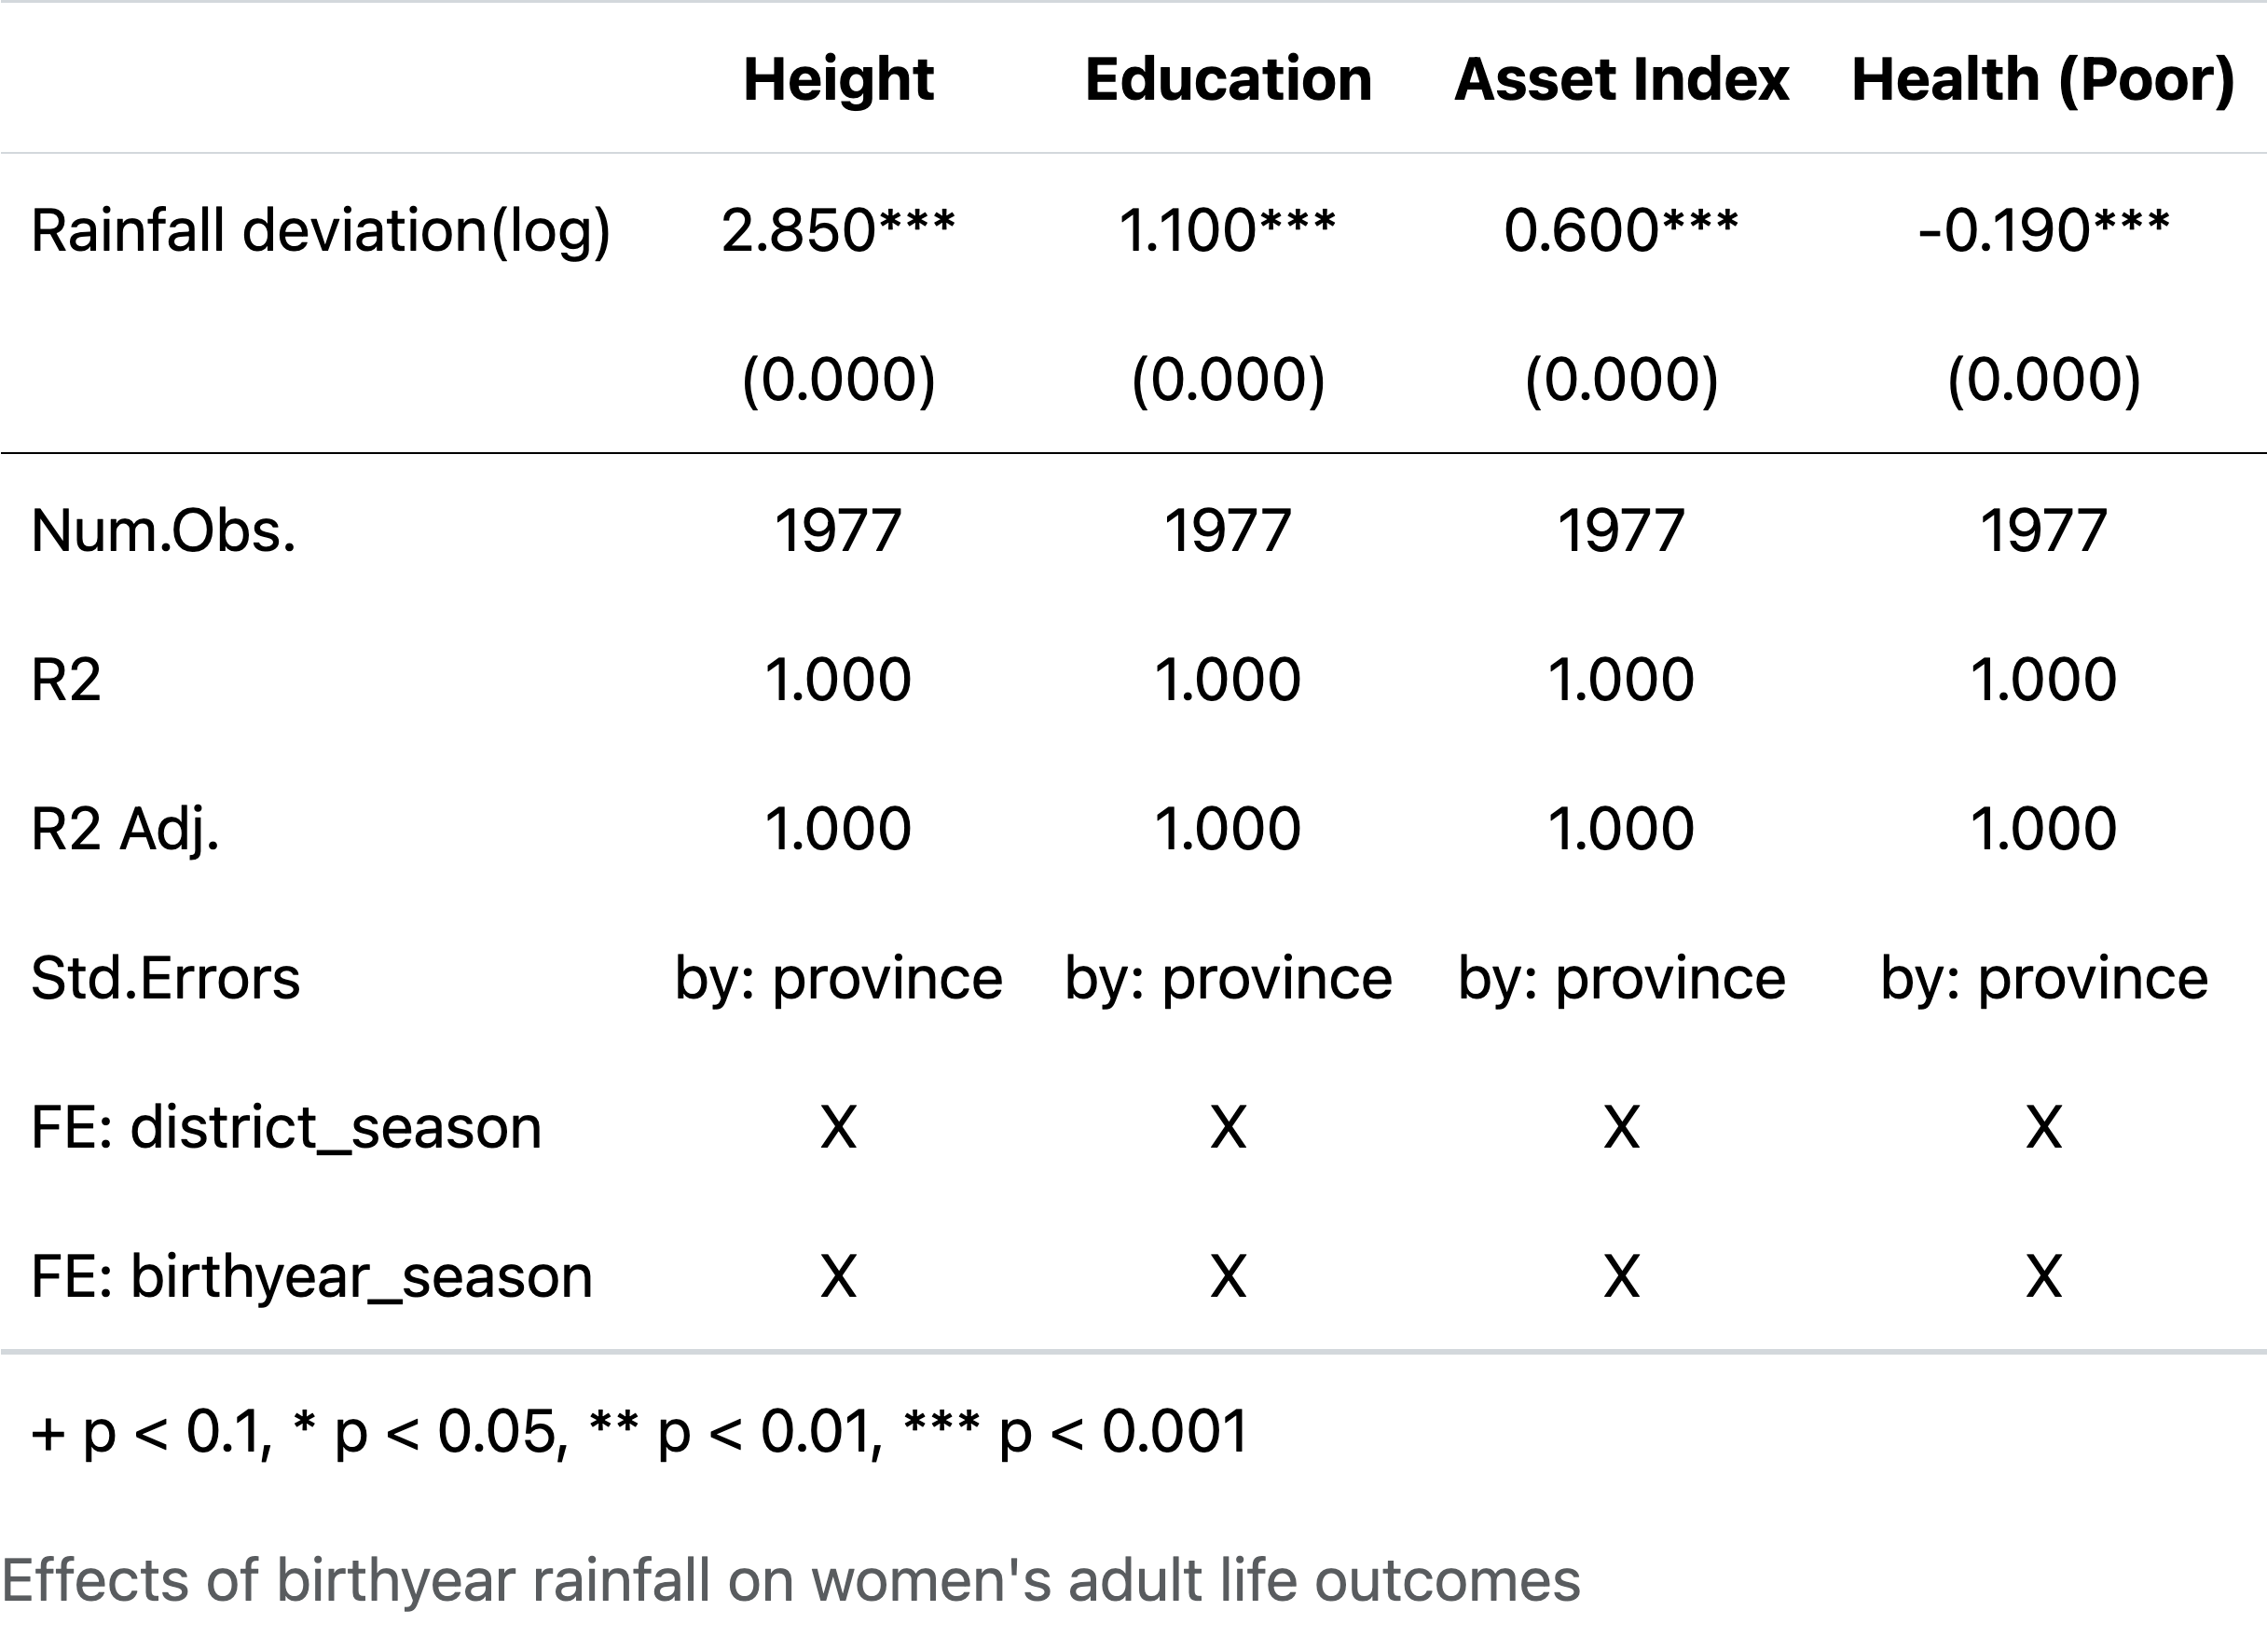 Height Education Asset Index Health (Poor)
Rainfall deviation(log) 2.850*** 1.100*** 0.600*** -0.190***
(0.000) (0.000) (0.000) (0.000)
Num.Obs. 1977 1977 1977 1977
R2 1.000 1.000 1.000 1.000
R2 Adj. 1.000 1.000 1.000 1.000
Std.Errors by: province by: province by: province by: province
FE: district_season X X X X
FE: birthyear_season X X X X
+ p < 0.1, * p < 0.05, ** p < 0.01, *** p < 0.001
Effects of birthyear rainfall on women's adult life outcomes